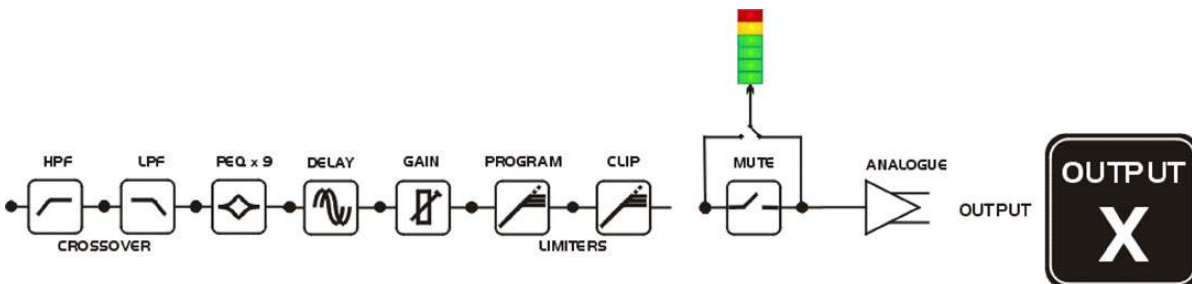 HPF LPF PEQ x 9 DELAY GAIN PROGRAM CLIP MUTE ANALOGUE
CROSSOVER LIMITERS
OUTPUT
OUTPUT
X